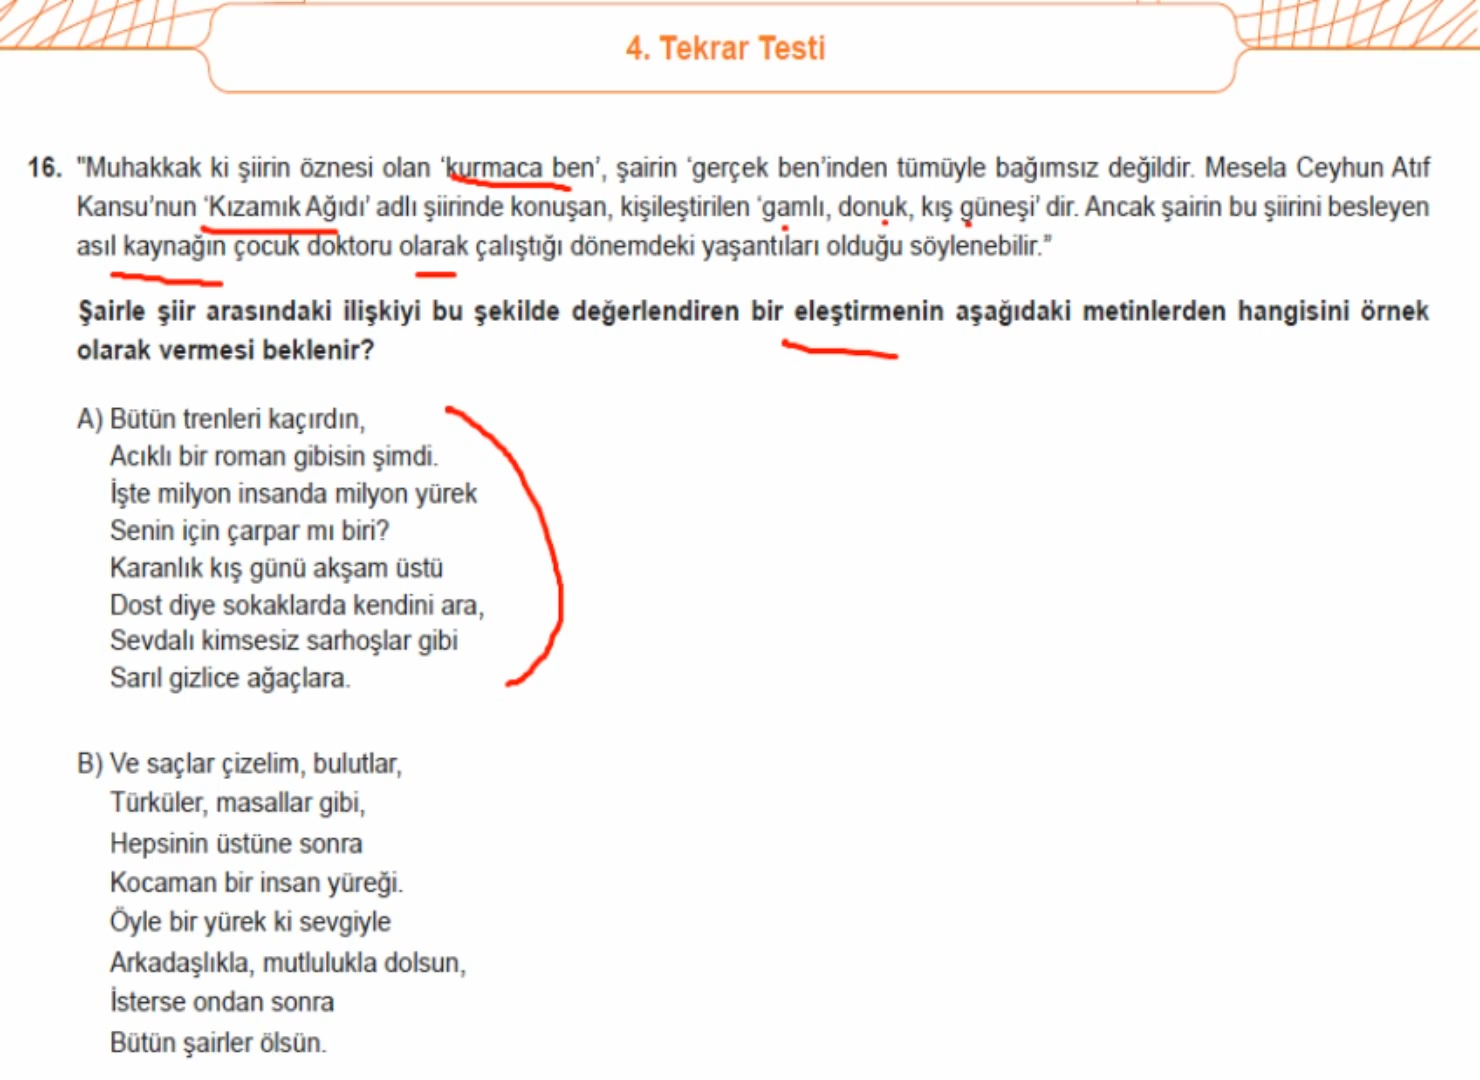 4. Tekrar Testi
16. "Muhakkak ki şiirin öznesi olan ‘kurmaca ben’, şairin ‘gerçek ben’inden tümüyle bağımsız değildir. Mesela Ceyhun Atıf
Kansu’nun ‘Kızamık Ağıdı’ adlı şiirinde konuşan, kişileştirilen ‘gamlı, donuk, kış güneşi’ dir. Ancak şairin bu şiirini besleyen
asıl kaynağın çocuk doktoru olarak çalıştığı dönemdeki yaşantıları olduğu söylenebilir.”
Şairle şiir arasındaki ilişkiyi bu şekilde değerlendiren bir eleştirmenin aşağıdaki metinlerden hangisini örnek
olarak vermesi beklenir?
A) Bütün trenleri kaçırdın,
Acıklı bir roman gibisin şimdi.
İşte milyon insanda milyon yürek
Senin için çarpar mı biri?
Karanlık kış günü akşam üstü
Dost diye sokaklarda kendini ara,
Sevdalı kimsesiz sarhoşlar gibi
Sarıl gizlice ağaçlara.
B) Ve saçlar çizelim, bulutlar,
Türküler, masallar gibi,
Hepsinin üstüne sonra
Kocaman bir insan yüreği.
Öyle bir yürek ki sevgiyle
Arkadaşlıkla, mutlulukla dolsun,
İsterse ondan sonra
Bütün şairler ölsün.